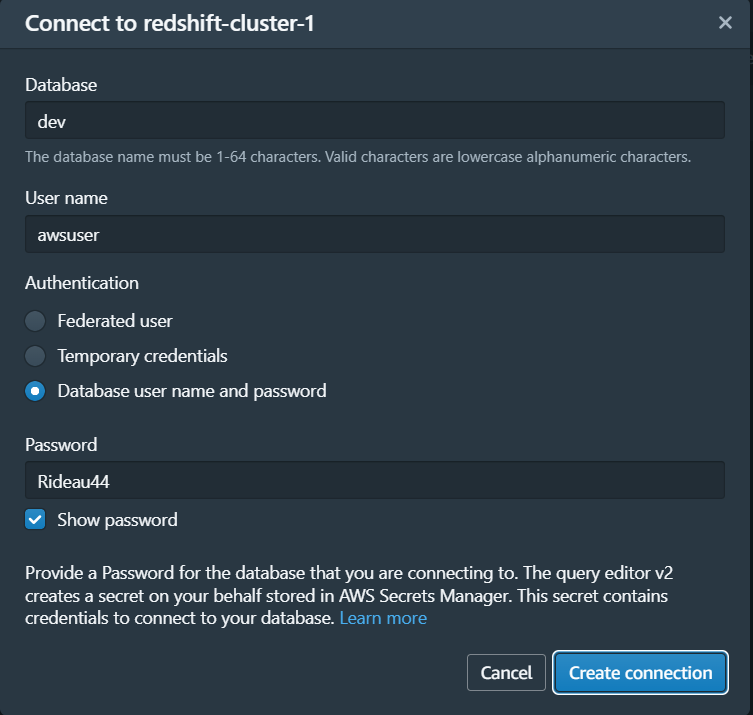 Connect to redshift-cluster-1
Database
dev
The database name must be 1-64 characters. Valid characters are lowercase alphanumeric characters.
User name
awsuser
Authentication
Federated user
Temporary credentials
Database user name and password
Password
Rideau44
Show password
Provide a Password for the database that you are connecting to. The query editor v2
creates a secret on your behalf stored in AWS Secrets Manager. This secret contains
credentials to connect to your database. Learn more
Cancel Create connection